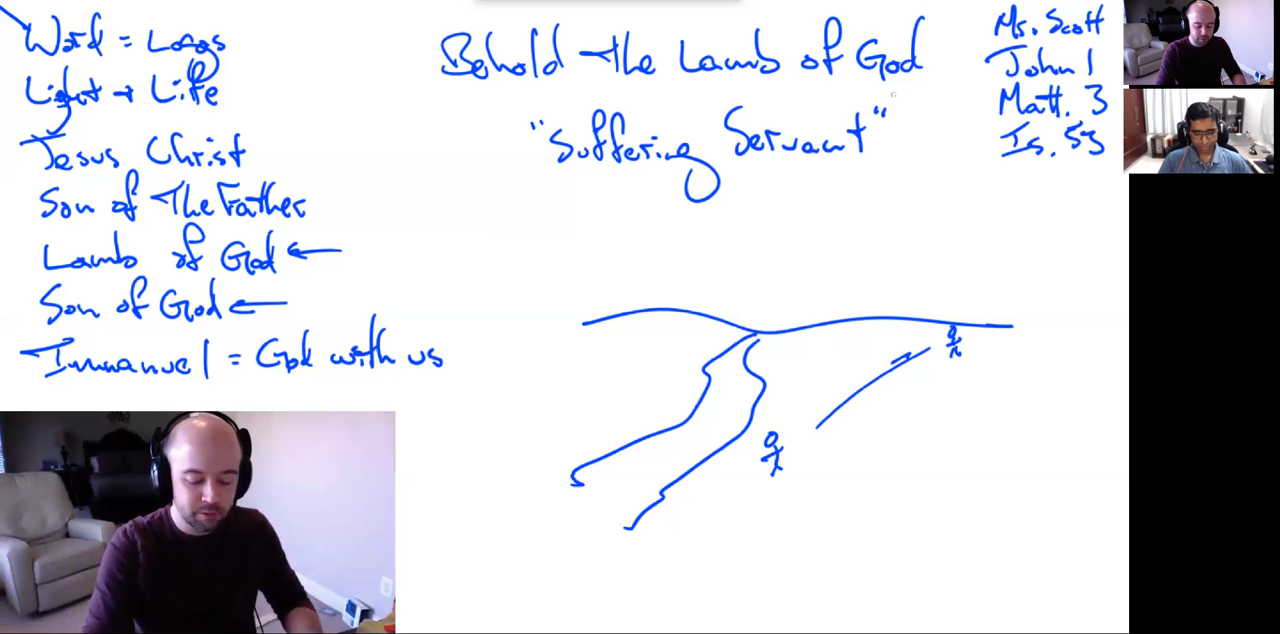 Word = Logos
Light + Life
Jesus Christ
Son of The Father
Lamb of God ←
Son of God ←
Immanuel = God with us
Behold The Lamb of God
"Suffering Servant"
Ms. Scott
John 1
Matt. 3
Is. 53